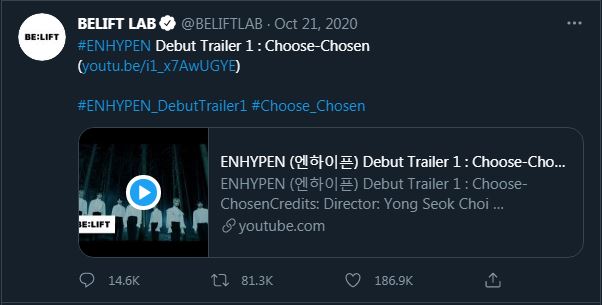 BE:LIFT
BELIFT LAB @BELIFTLAB · Oct 21, 2020
#ENHYPEN Debut Trailer 1 : Choose-Chosen
(youtu.be/i1_x7AwUGYE)
#ENHYPEN_DebutTrailer1 #Choose_Chosen
BE:LIFT
ENHYPEN (엔하이픈) Debut Trailer 1 : Choose-Cho...
ENHYPEN (엔하이픈) Debut Trailer 1 : Choose-
ChosenCredits: Director: Yong Seok Choi ...
youtube.com
14.6K 81.3K 186.9K